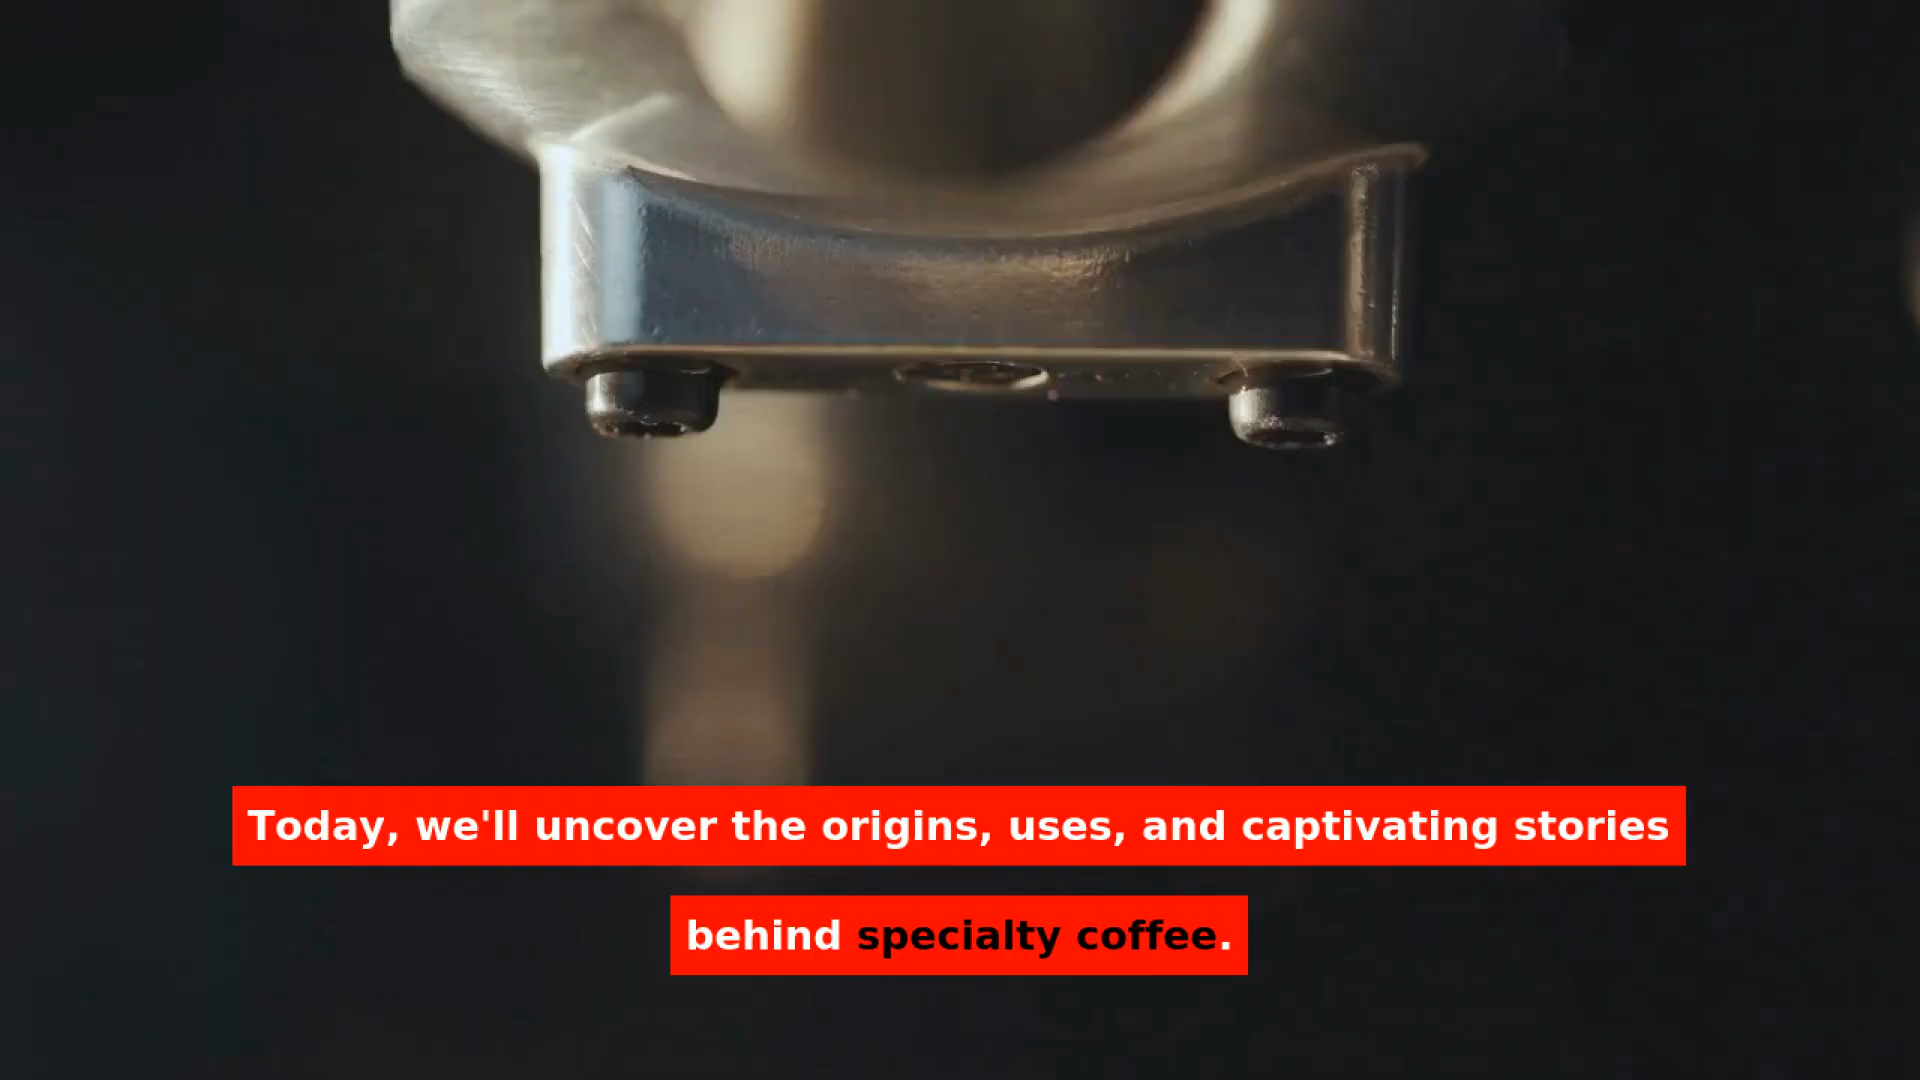 Today, we'll uncover the origins, uses, and captivating stories
behind specialty coffee.